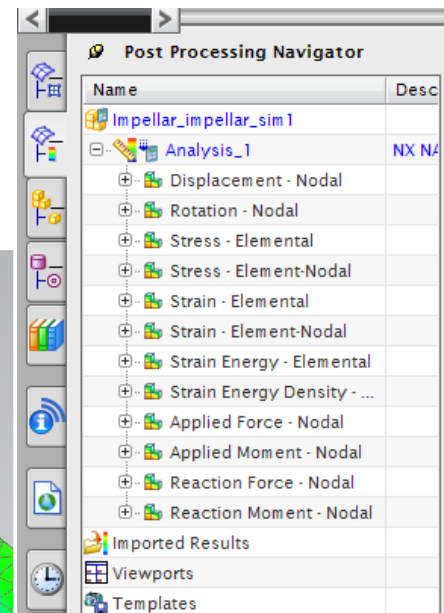 Post Processing Navigator
Name Desc
Impellar_impellar_sim1
Analysis_1 NX NA
Displacement - Nodal
Rotation - Nodal
Stress - Elemental
Stress - Element-Nodal
Strain - Elemental
Strain - Element-Nodal
Strain Energy - Elemental
Strain Energy Density - ...
Applied Force - Nodal
Applied Moment - Nodal
Reaction Force - Nodal
Reaction Moment - Nodal
Imported Results
Viewports
Templates